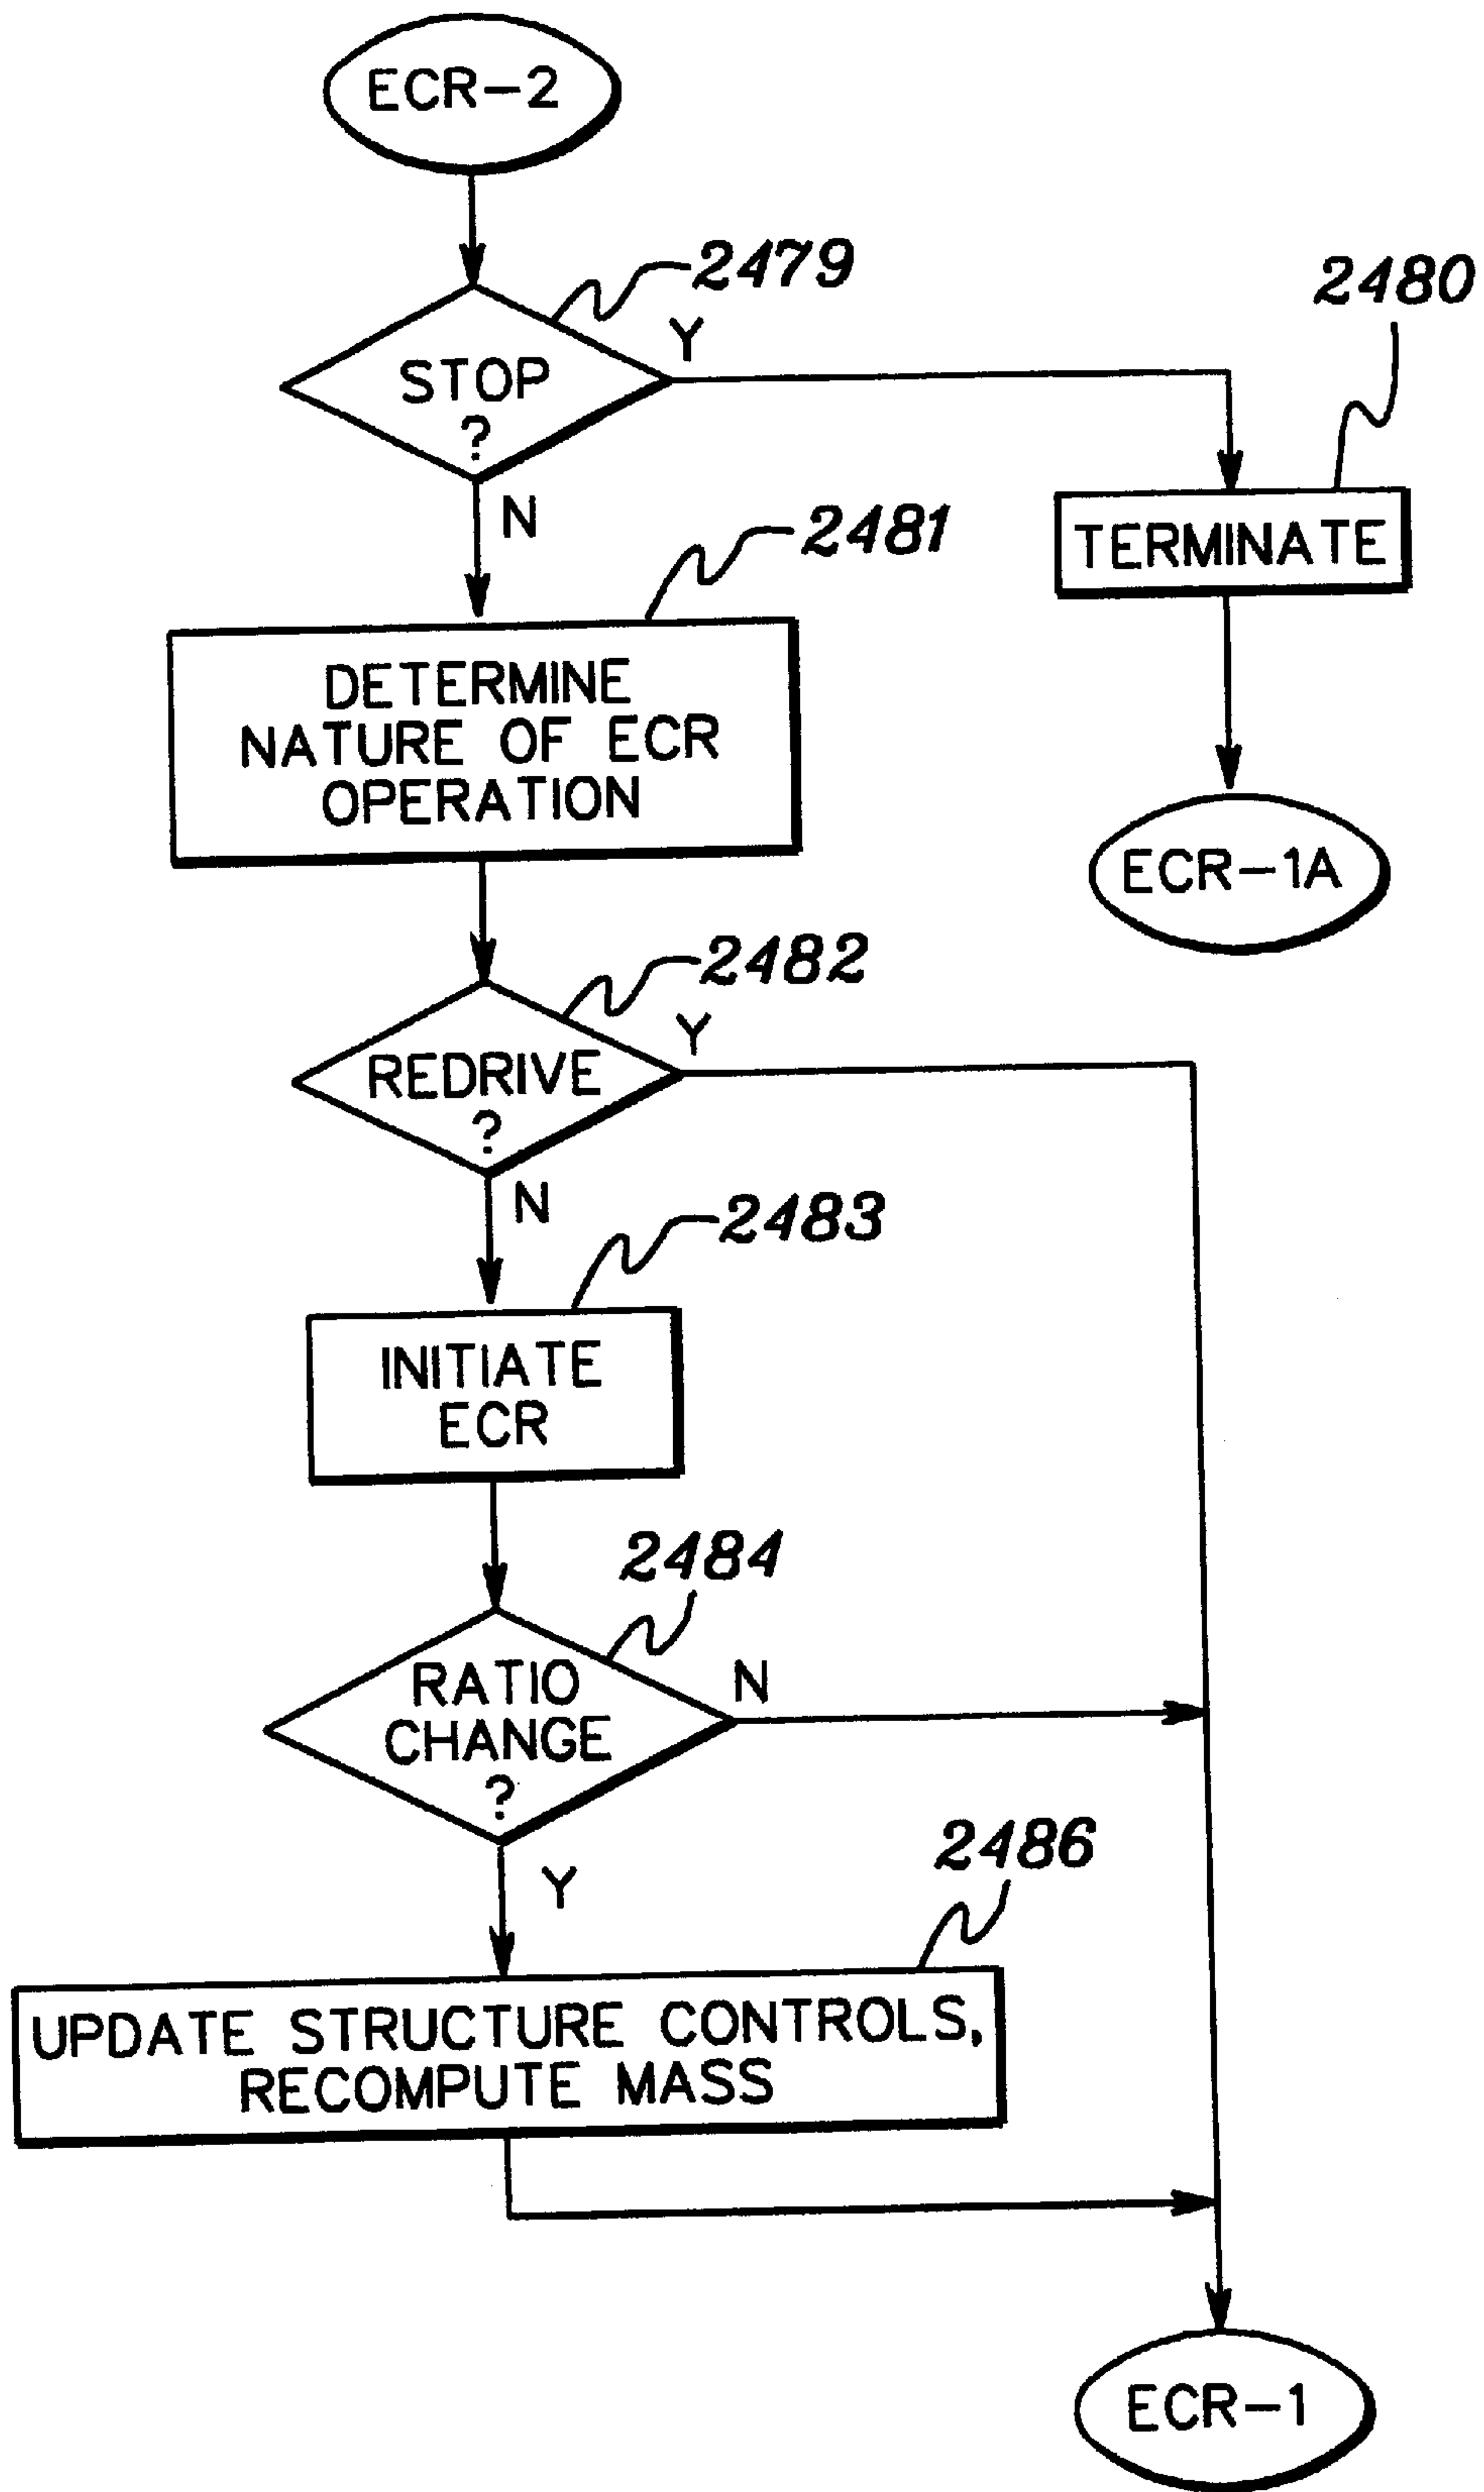 ECR-2
2479
2480
Y
STOP
?
N
2481
TERMINATE
DETERMINE
NATURE OF ECR
OPERATION
ECR-1A
2482
Y
REDRIVE
?
N
2483
INITIATE
ECR
2484
RATIO
CHANGE
?
N
2486
Y
UPDATE STRUCTURE CONTROLS,
RECOMPUTE MASS
ECR-1